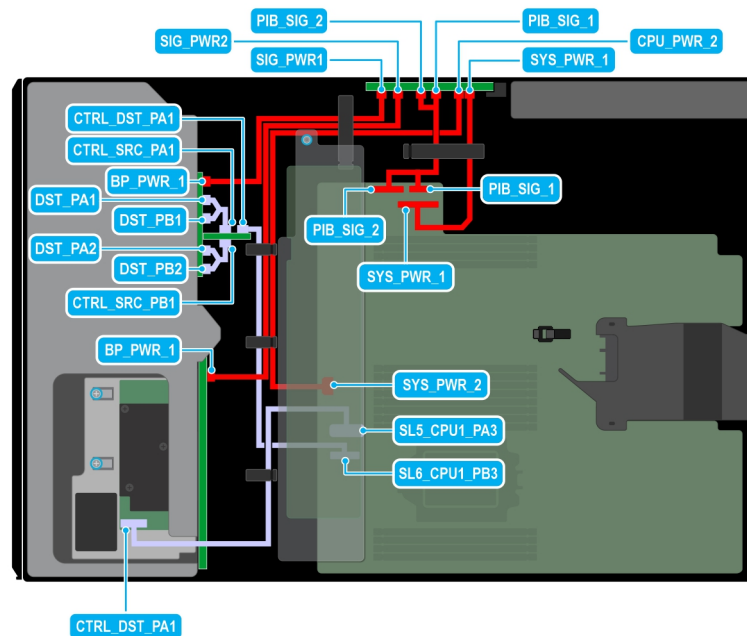 PIB_SIG_2
PIB_SIG_1
SIG_PWR2
CPU_PWR_2
SIG_PWR1
SYS_PWR_1
CTRL_DST_PA1
CTRL_SRC_PA1
BP_PWR_1
DST_PA1
PIB_SIG_1
DST_PB1
PIB_SIG_2
DST_PA2
DST_PB2
SYS_PWR_1
CTRL_SRC_PB1
BP_PWR_1
SYS_PWR_2
SL5_CPU1_PA3
SL6_CPU1_PB3
CTRL_DST_PA1